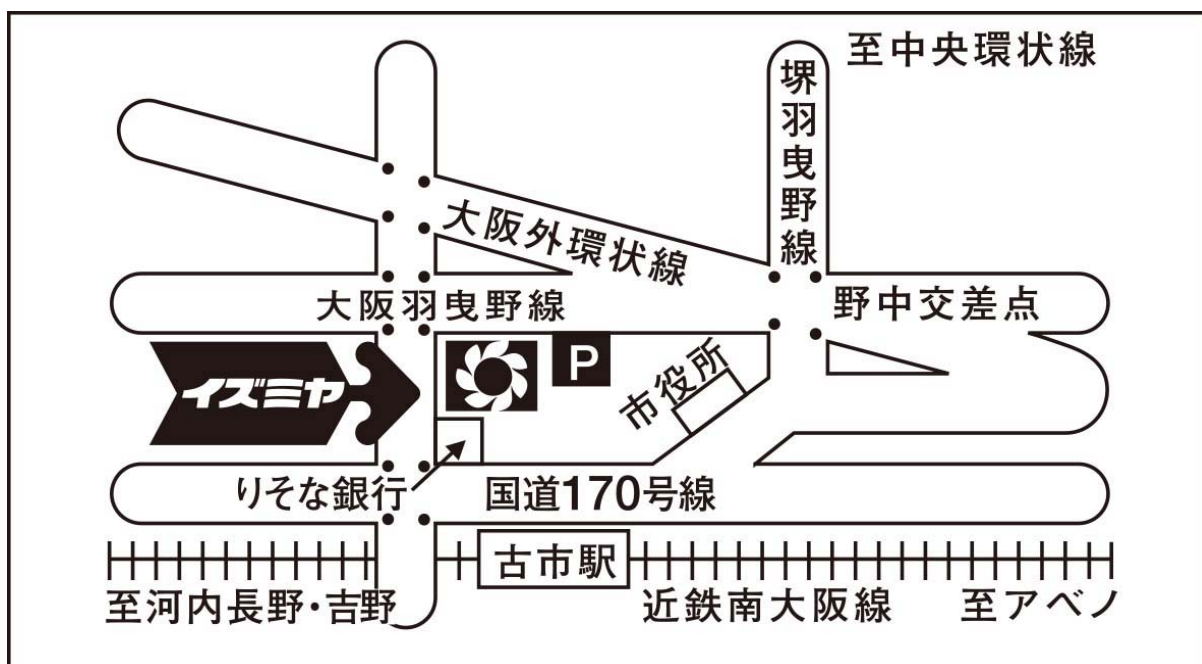 至中央環状線
堺羽曳野線
大阪外環状線
大阪羽曳野線
野中交差点
イズミヤ
P
市役所
りそな銀行
国道170号線
古市駅
至河内長野・吉野
近鉄南大阪線
至アベノ